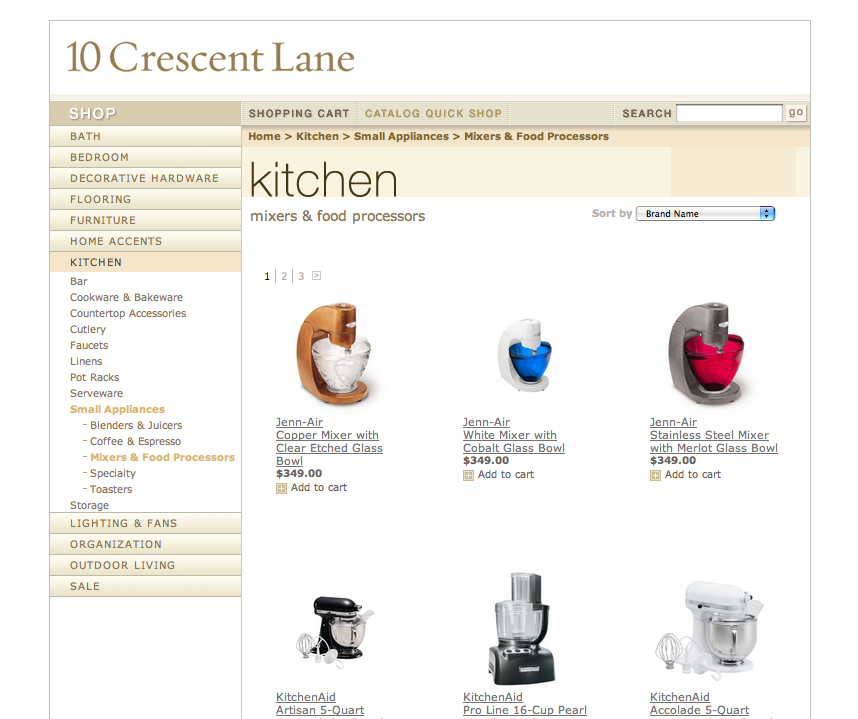 10 Crescent Lane
SHOP
SHOPPING CART
CATALOG QUICK SHOP
SEARCH
go
BATH
BEDROOM
DECORATIVE HARDWARE
FLOORING
FURNITURE
HOME ACCENTS
KITCHEN
Bar
Cookware & Bakeware
Countertop Accessories
Cutlery
Faucets
Linens
Pot Racks
Serveware
Small Appliances
- Blenders & Juicers
- Coffee & Espresso
- Mixers & Food Processors
- Specialty
- Toasters
Storage
LIGHTING & FANS
ORGANIZATION
OUTDOOR LIVING
SALE
Home > Kitchen > Small Appliances > Mixers & Food Processors
kitchen
mixers & food processors
Sort by Brand Name
1 | 2 | 3 >
Jenn-Air
Copper Mixer with
Clear Etched Glass
Bowl
$349.00
Add to cart
Jenn-Air
White Mixer with
Cobalt Glass Bowl
$349.00
Add to cart
Jenn-Air
Stainless Steel Mixer
with Merlot Glass Bowl
$349.00
Add to cart
KitchenAid
Artisan 5-Quart
KitchenAid
Pro Line 16-Cup Pearl
KitchenAid
Accolade 5-Quart